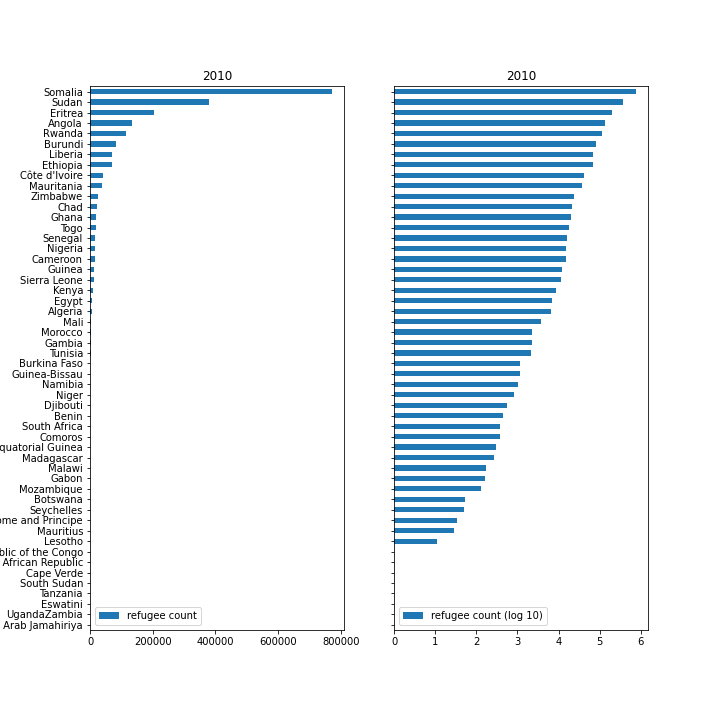 2010
2010
Somalia
Sudan
Eritrea
Angola
Rwanda
Burundi
Liberia
Ethiopia
Côte d'Ivoire
Mauritania
Zimbabwe
Chad
Ghana
Togo
Senegal
Nigeria
Cameroon
Guinea
Sierra Leone
Kenya
Egypt
Algeria
Mali
Morocco
Gambia
Tunisia
Burkina Faso
Guinea-Bissau
Namibia
Niger
Djibouti
Benin
South Africa
Comoros
quatorial Guinea
Madagascar
Malawi
Gabon
Mozambique
Botswana
Seychelles
ome and Principe
Mauritius
Lesotho
blic of the Congo
African Republic
Cape Verde
South Sudan
Tanzania
Eswatini
UgandaZambia
Arab Jamahiriya
refugee count
refugee count (log 10)
0 200000 400000 600000 800000
0 1 2 3 4 5 6